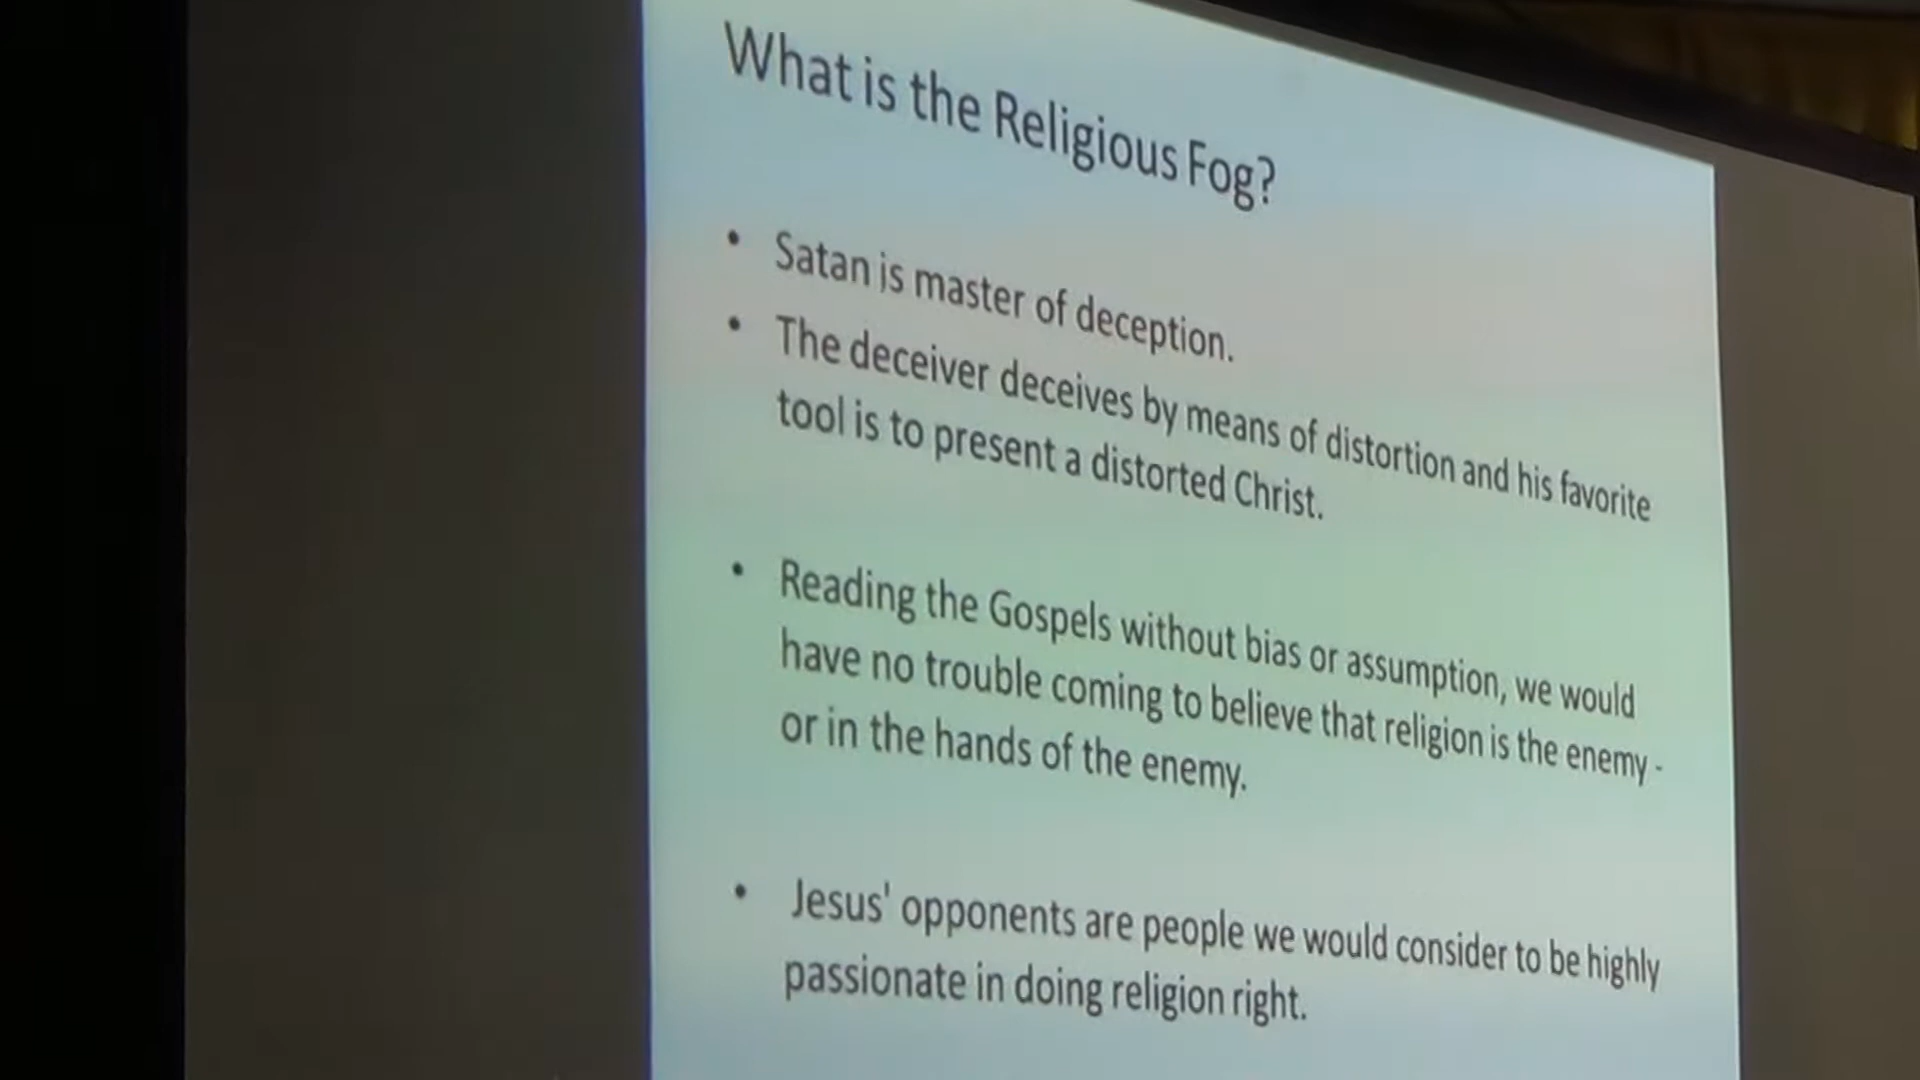 What is the Religious Fog?
• Satan is master of deception.
• The deceiver deceives by means of distortion and his favorite
tool is to present a distorted Christ.
• Reading the Gospels without bias or assumption, we would
have no trouble coming to believe that religion is the enemy -
or in the hands of the enemy.
• Jesus' opponents are people we would consider to be highly
passionate in doing religion right.